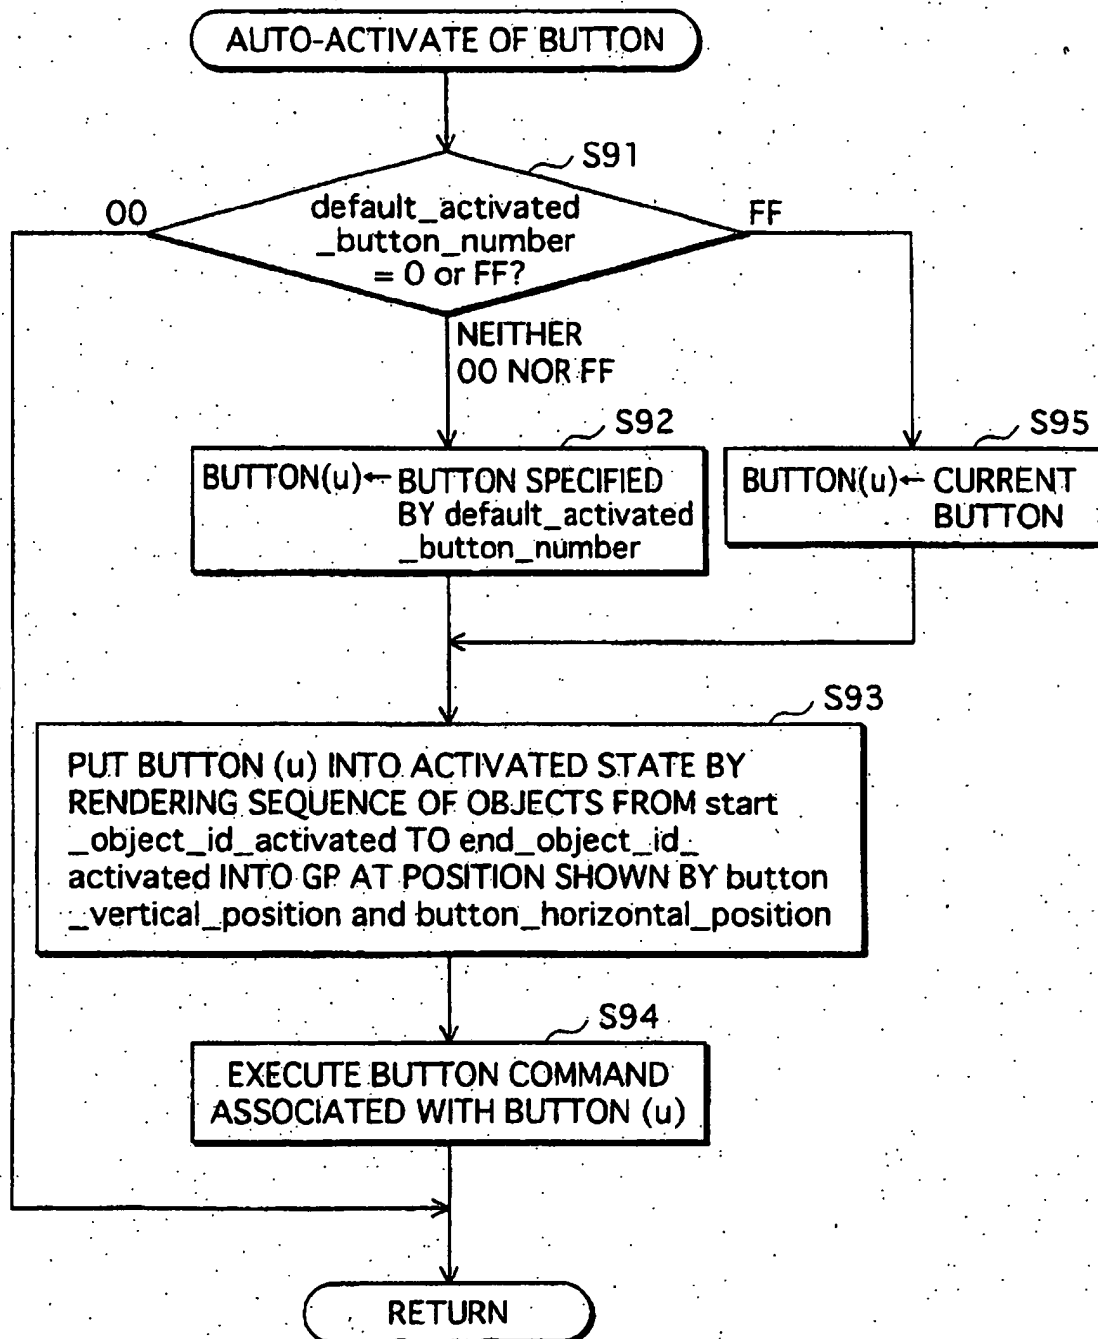 AUTO-ACTIVATE OF BUTTON
S91
00
default_activated
_button_number
= 0 or FF?
FF
NEITHER
00 NOR FF
S92
BUTTON(u)← BUTTON SPECIFIED
BY default_activated
_button_number
S95
BUTTON(u)← CURRENT
BUTTON
S93
PUT BUTTON (u) INTO ACTIVATED STATE BY
RENDERING SEQUENCE OF OBJECTS FROM start
_object_id_activated TO end_object_id_
activated INTO GP AT POSITION SHOWN BY button
_vertical_position and button_horizontal_position
S94
EXECUTE BUTTON COMMAND
ASSOCIATED WITH BUTTON (u)
RETURN